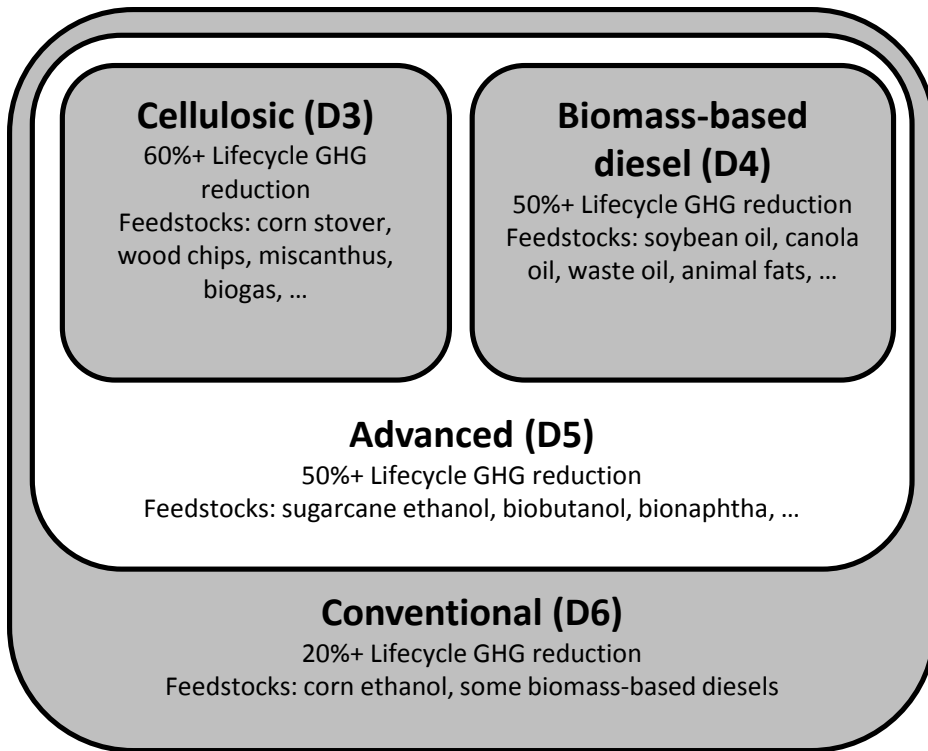 Cellulosic (D3)
60%+ Lifecycle GHG
reduction
Feedstocks: corn stover,
wood chips, miscanthus,
biogas, ...
Biomass-based
diesel (D4)
50%+ Lifecycle GHG reduction
Feedstocks: soybean oil, canola
oil, waste oil, animal fats, ...
Advanced (D5)
50%+ Lifecycle GHG reduction
Feedstocks: sugarcane ethanol, biobutanol, bionaphtha, ...
Conventional (D6)
20%+ Lifecycle GHG reduction
Feedstocks: corn ethanol, some biomass-based diesels